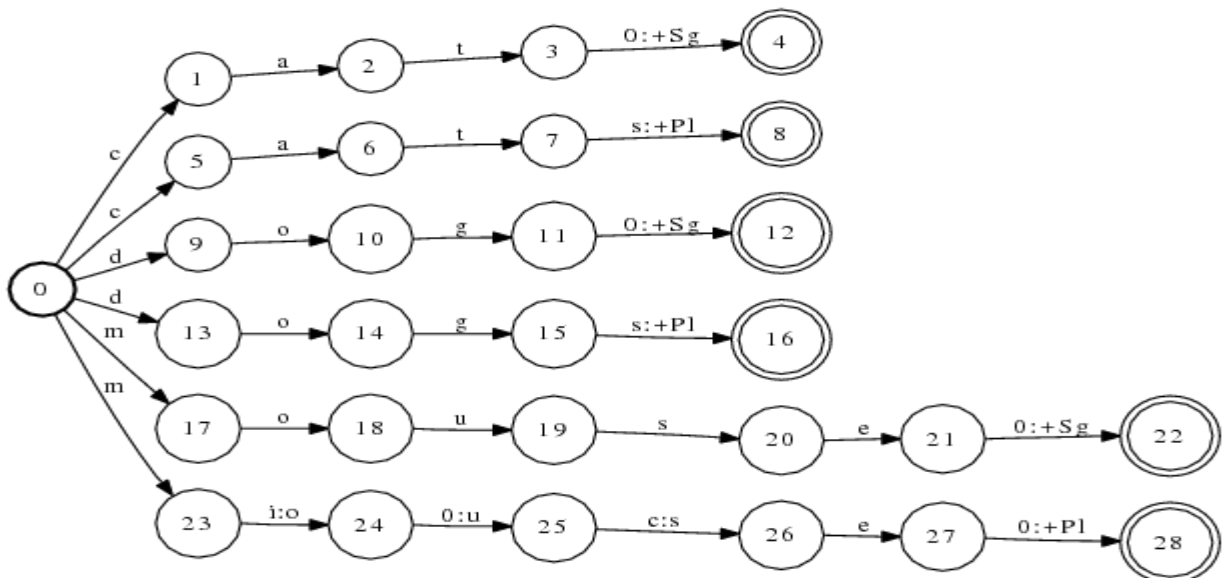 c 1 a 2 t 3 0:+Sg 4
c 5 a 6 t 7 s:+Pl 8
d 9 o 10 g 11 0:+Sg 12
0
d 13 o 14 g 15 s:+Pl 16
m 17 o 18 u 19 s 20 e 21 0:+Sg 22
m 23 i:o 24 0:u 25 c:s 26 e 27 0:+Pl 28